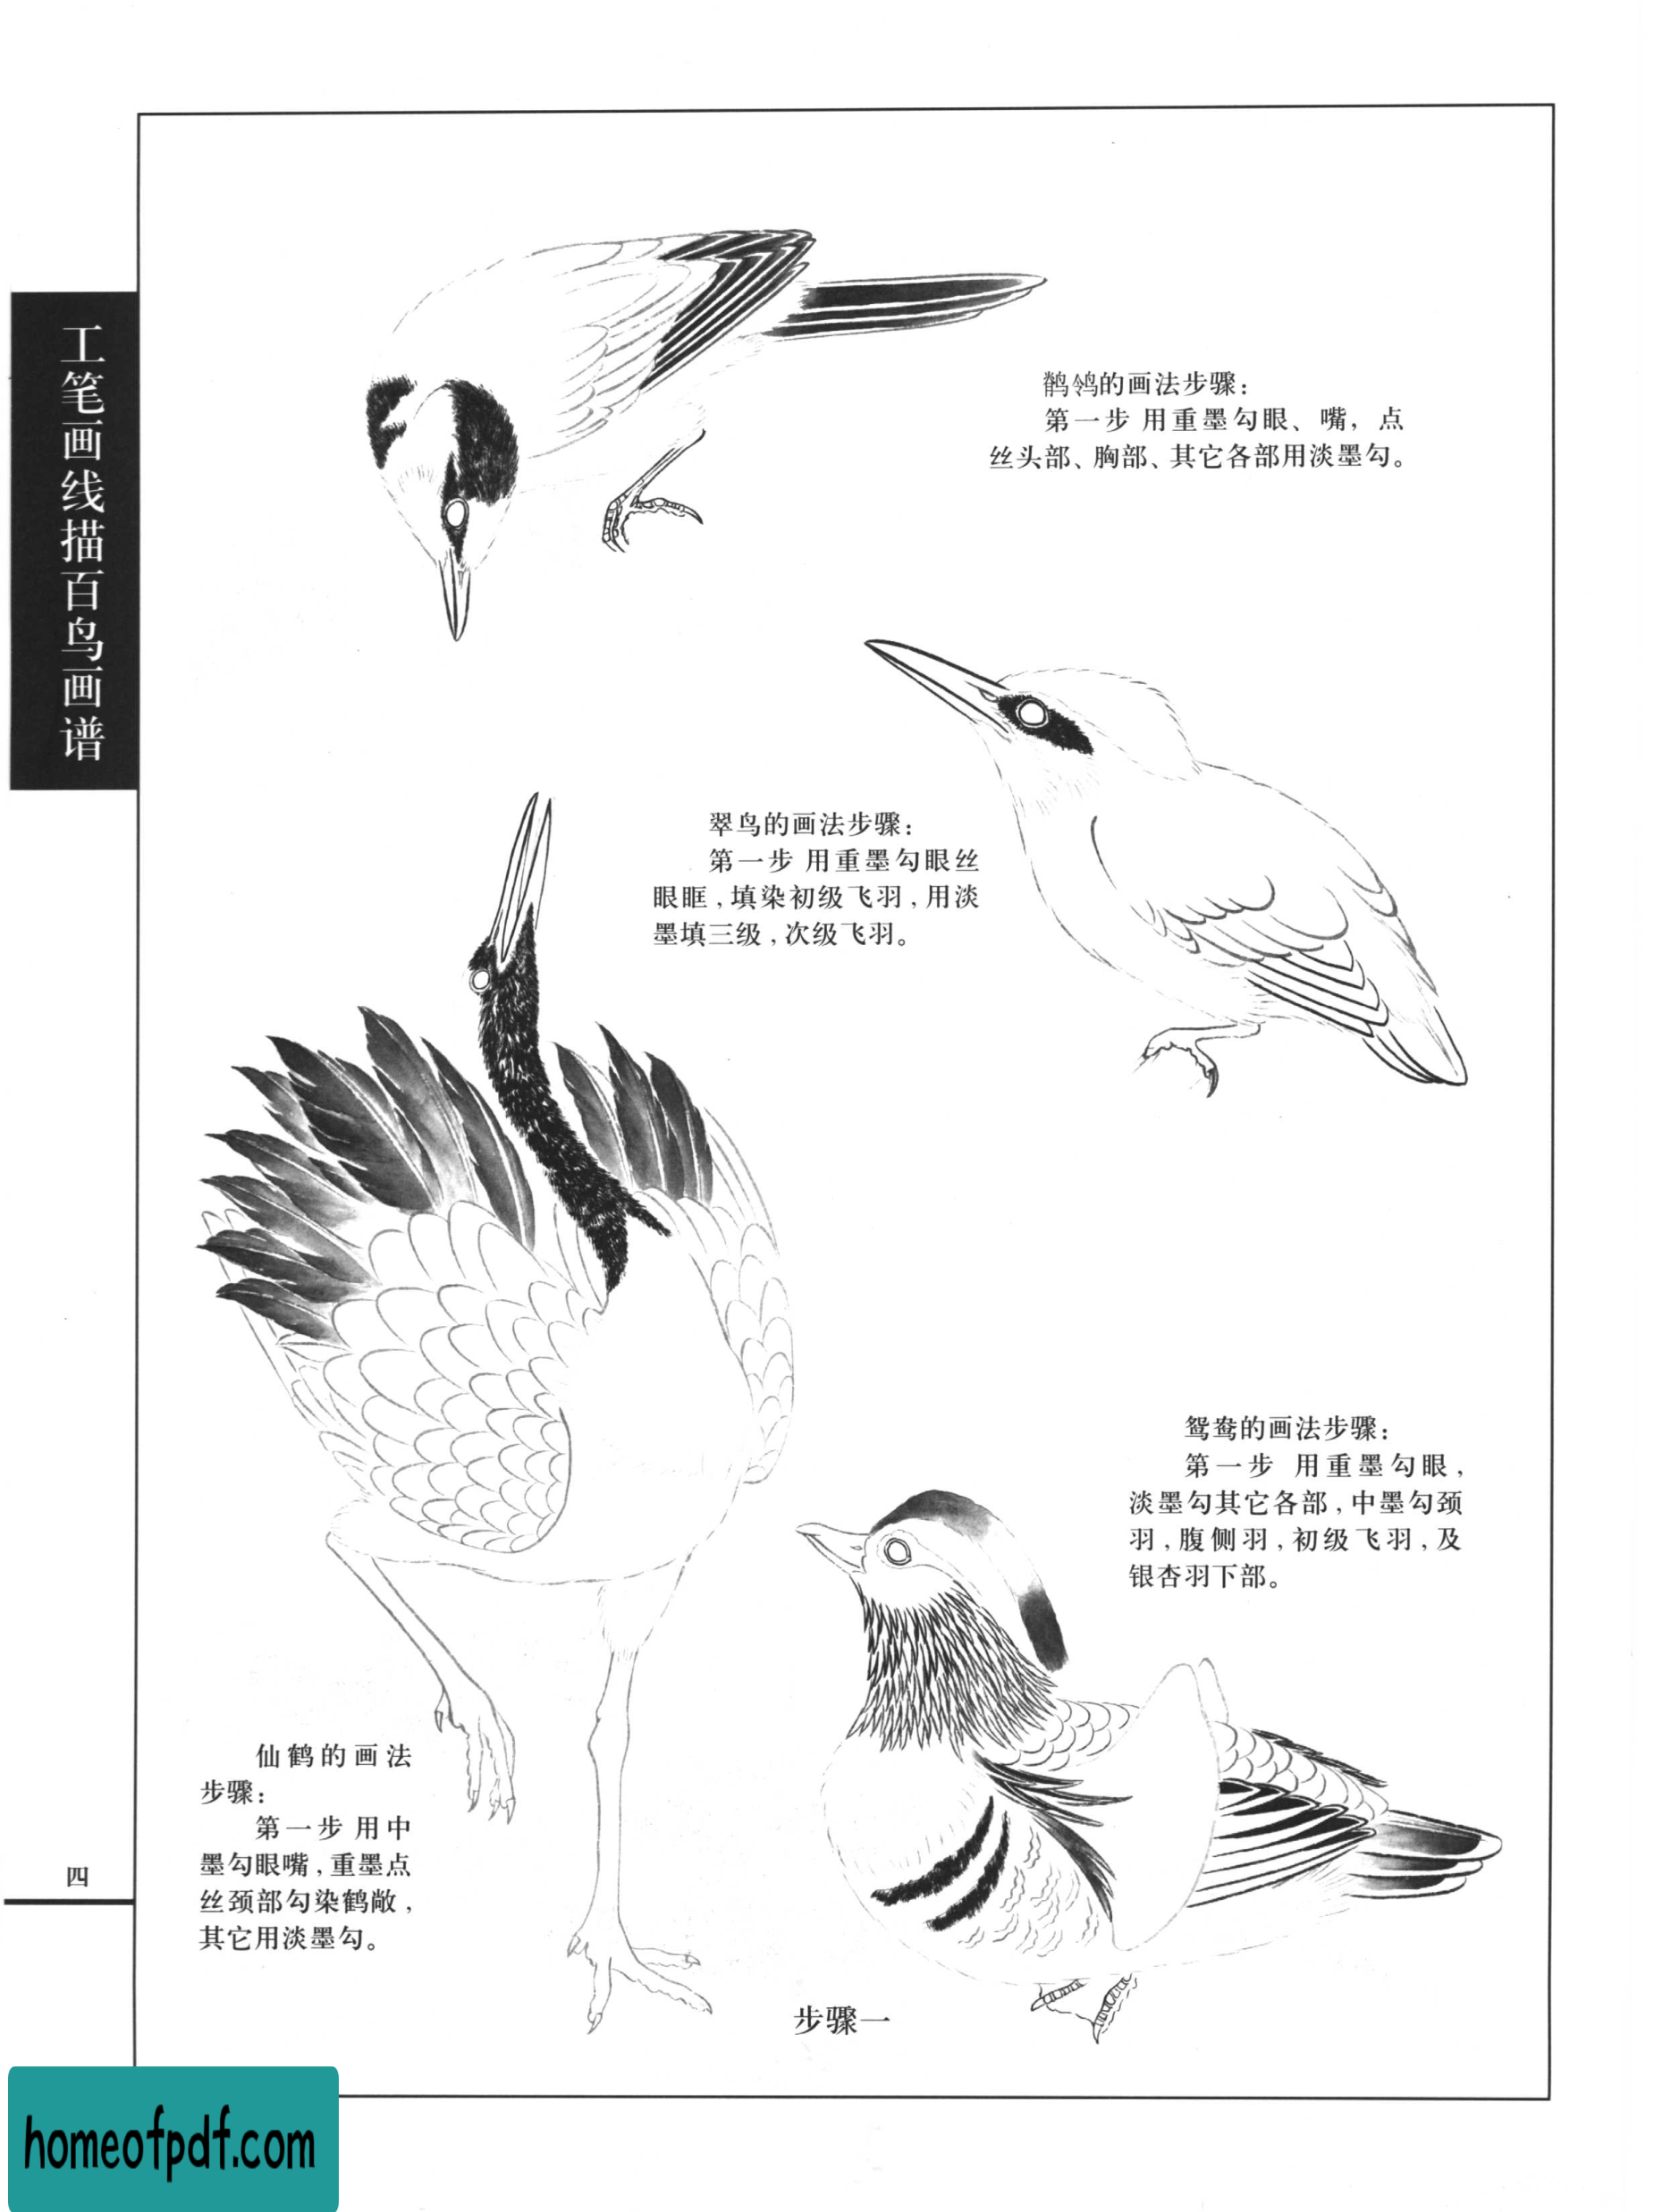 工笔画线描百鸟画谱
鹡鸰的画法步骤：
第一步 用重墨勾眼、嘴，点
丝头部、胸部、其它各部用淡墨勾。
翠鸟的画法步骤：
第一步 用重墨勾眼丝
眼眶，填染初级飞羽，用淡
墨填三级，次级飞羽。
鸳鸯的画法步骤：
第一步 用重墨勾眼，
淡墨勾其它各部，中墨勾颈
羽，腹侧羽，初级飞羽，及
银杏羽下部。
仙鹤的画法
步骤：
第一步 用中
墨勾眼嘴，重墨点
丝颈部勾染鹤敞，
其它用淡墨勾。
四
步骤一
homeofpdf.com